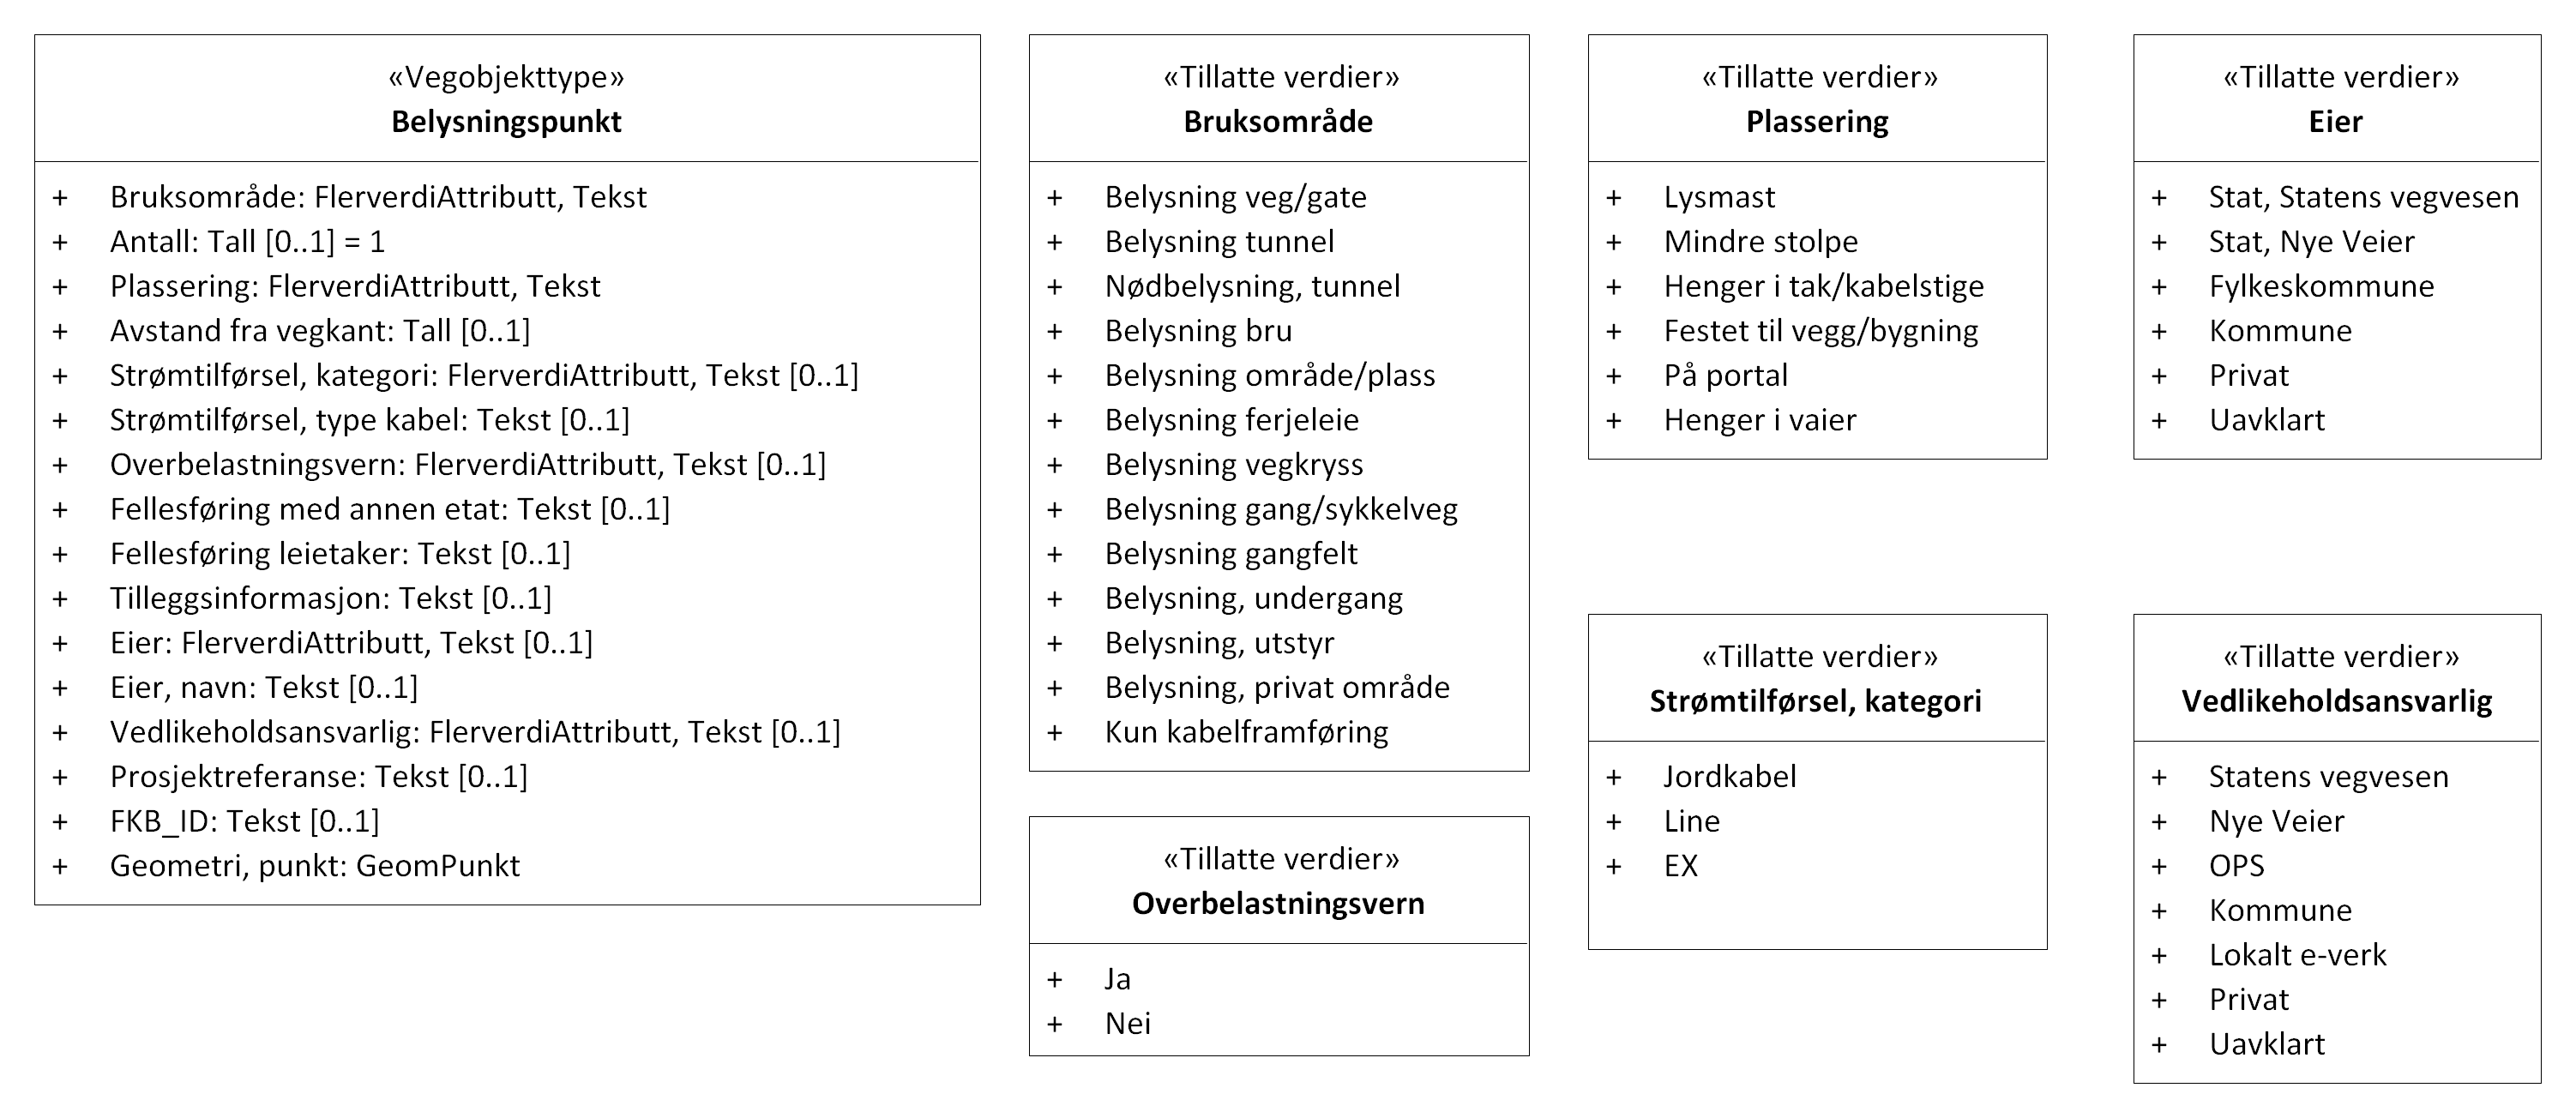 «Vegobjekttype»
Belysningspunkt
+ Bruksområde: FlerverdiAttributt, Tekst
+ Antall: Tall [0..1] = 1
+ Plassering: FlerverdiAttributt, Tekst
+ Avstand fra vegkant: Tall [0..1]
+ Strømtilførsel, kategori: FlerverdiAttributt, Tekst [0..1]
+ Strømtilførsel, type kabel: Tekst [0..1]
+ Overbelastningsvern: FlerverdiAttributt, Tekst [0..1]
+ Fellesføring med annen etat: Tekst [0..1]
+ Fellesføring leietaker: Tekst [0..1]
+ Tilleggsinformasjon: Tekst [0..1]
+ Eier: FlerverdiAttributt, Tekst [0..1]
+ Eier, navn: Tekst [0..1]
+ Vedlikeholdsansvarlig: FlerverdiAttributt, Tekst [0..1]
+ Prosjektreferanse: Tekst [0..1]
+ FKB_ID: Tekst [0..1]
+ Geometri, punkt: GeomPunkt
«Tillatte verdier»
Bruksområde
+ Belysning veg/gate
+ Belysning tunnel
+ Nødbelysning, tunnel
+ Belysning bru
+ Belysning område/plass
+ Belysning ferjeleie
+ Belysning vegkryss
+ Belysning gang/sykkelveg
+ Belysning gangfelt
+ Belysning, undergang
+ Belysning, utstyr
+ Belysning, privat område
+ Kun kabelframføring
«Tillatte verdier»
Overbelastningsvern
+ Ja
+ Nei
«Tillatte verdier»
Plassering
+ Lysmast
+ Mindre stolpe
+ Henger i tak/kabelstige
+ Festet til vegg/bygning
+ På portal
+ Henger i vaier
«Tillatte verdier»
Strømtilførsel, kategori
+ Jordkabel
+ Line
+ EX
«Tillatte verdier»
Eier
+ Stat, Statens vegvesen
+ Stat, Nye Veier
+ Fylkeskommune
+ Kommune
+ Privat
+ Uavklart
«Tillatte verdier»
Vedlikeholdsansvarlig
+ Statens vegvesen
+ Nye Veier
+ OPS
+ Kommune
+ Lokalt e-verk
+ Privat
+ Uavklart